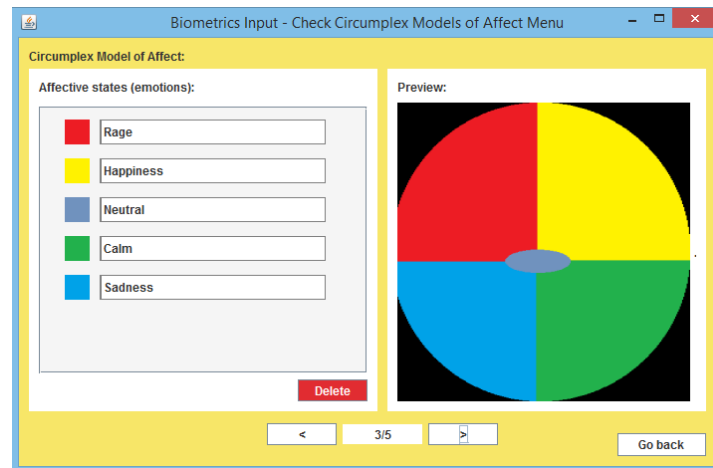 Biometrics Input - Check Circumplex Models of Affect Menu
Circumplex Model of Affect:
Affective states (emotions):
Rage
Happiness
Neutral
Calm
Sadness
Delete
Preview:
< 3/5 >
Go back